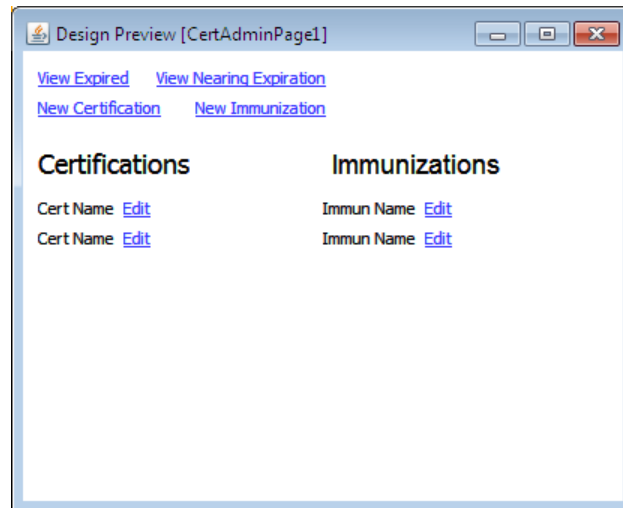 Design Preview [CertAdminPage1]
View Expired View Nearing Expiration
New Certification New Immunization
Certifications Immunizations
Cert Name Edit Immun Name Edit
Cert Name Edit Immun Name Edit